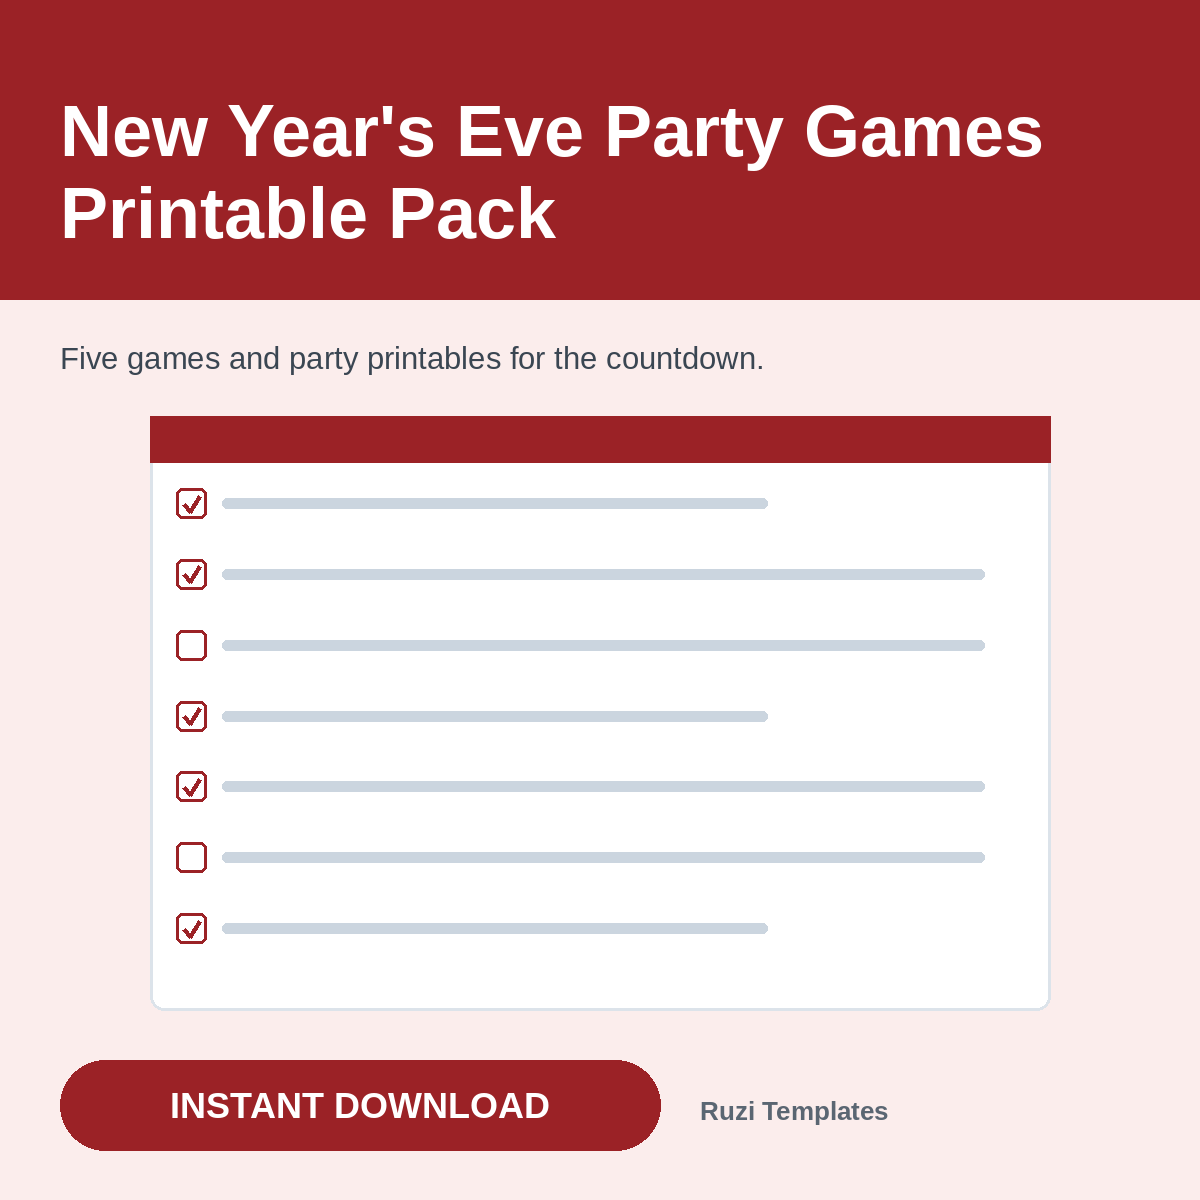 New Year's Eve Party Games
Printable Pack
Five games and party printables for the countdown.
INSTANT DOWNLOAD
Ruzi Templates